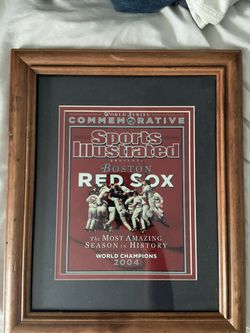 WORLD SERIES
COMMEMORATIVE
Sports
Illustrated
PRESENTS
BOSTON
RED SOX
The MOST AMAZING
SEASON IN HISTORY
WORLD CHAMPIONS
2004